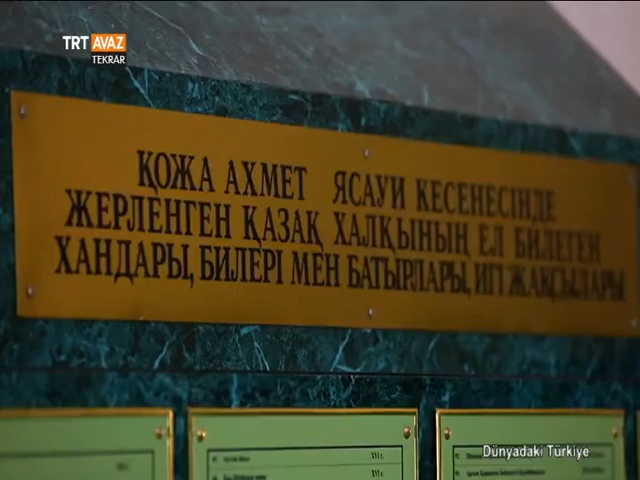 TRT AVAZ
TEKRAR
ҚОЖА АХМЕТ ЯСАУИ КЕСЕНЕСІНДЕ
ЖЕРЛЕНГЕН ҚАЗАҚ ХАЛҚЫНЫҢ ЕЛ БИЛЕГЕН
ХАНДАРЫ, БИЛЕРІ МЕН БАТЫРЛАРЫ, ИГІ ЖАҚСЫЛАРЫ
Dünyadaki Türkiye